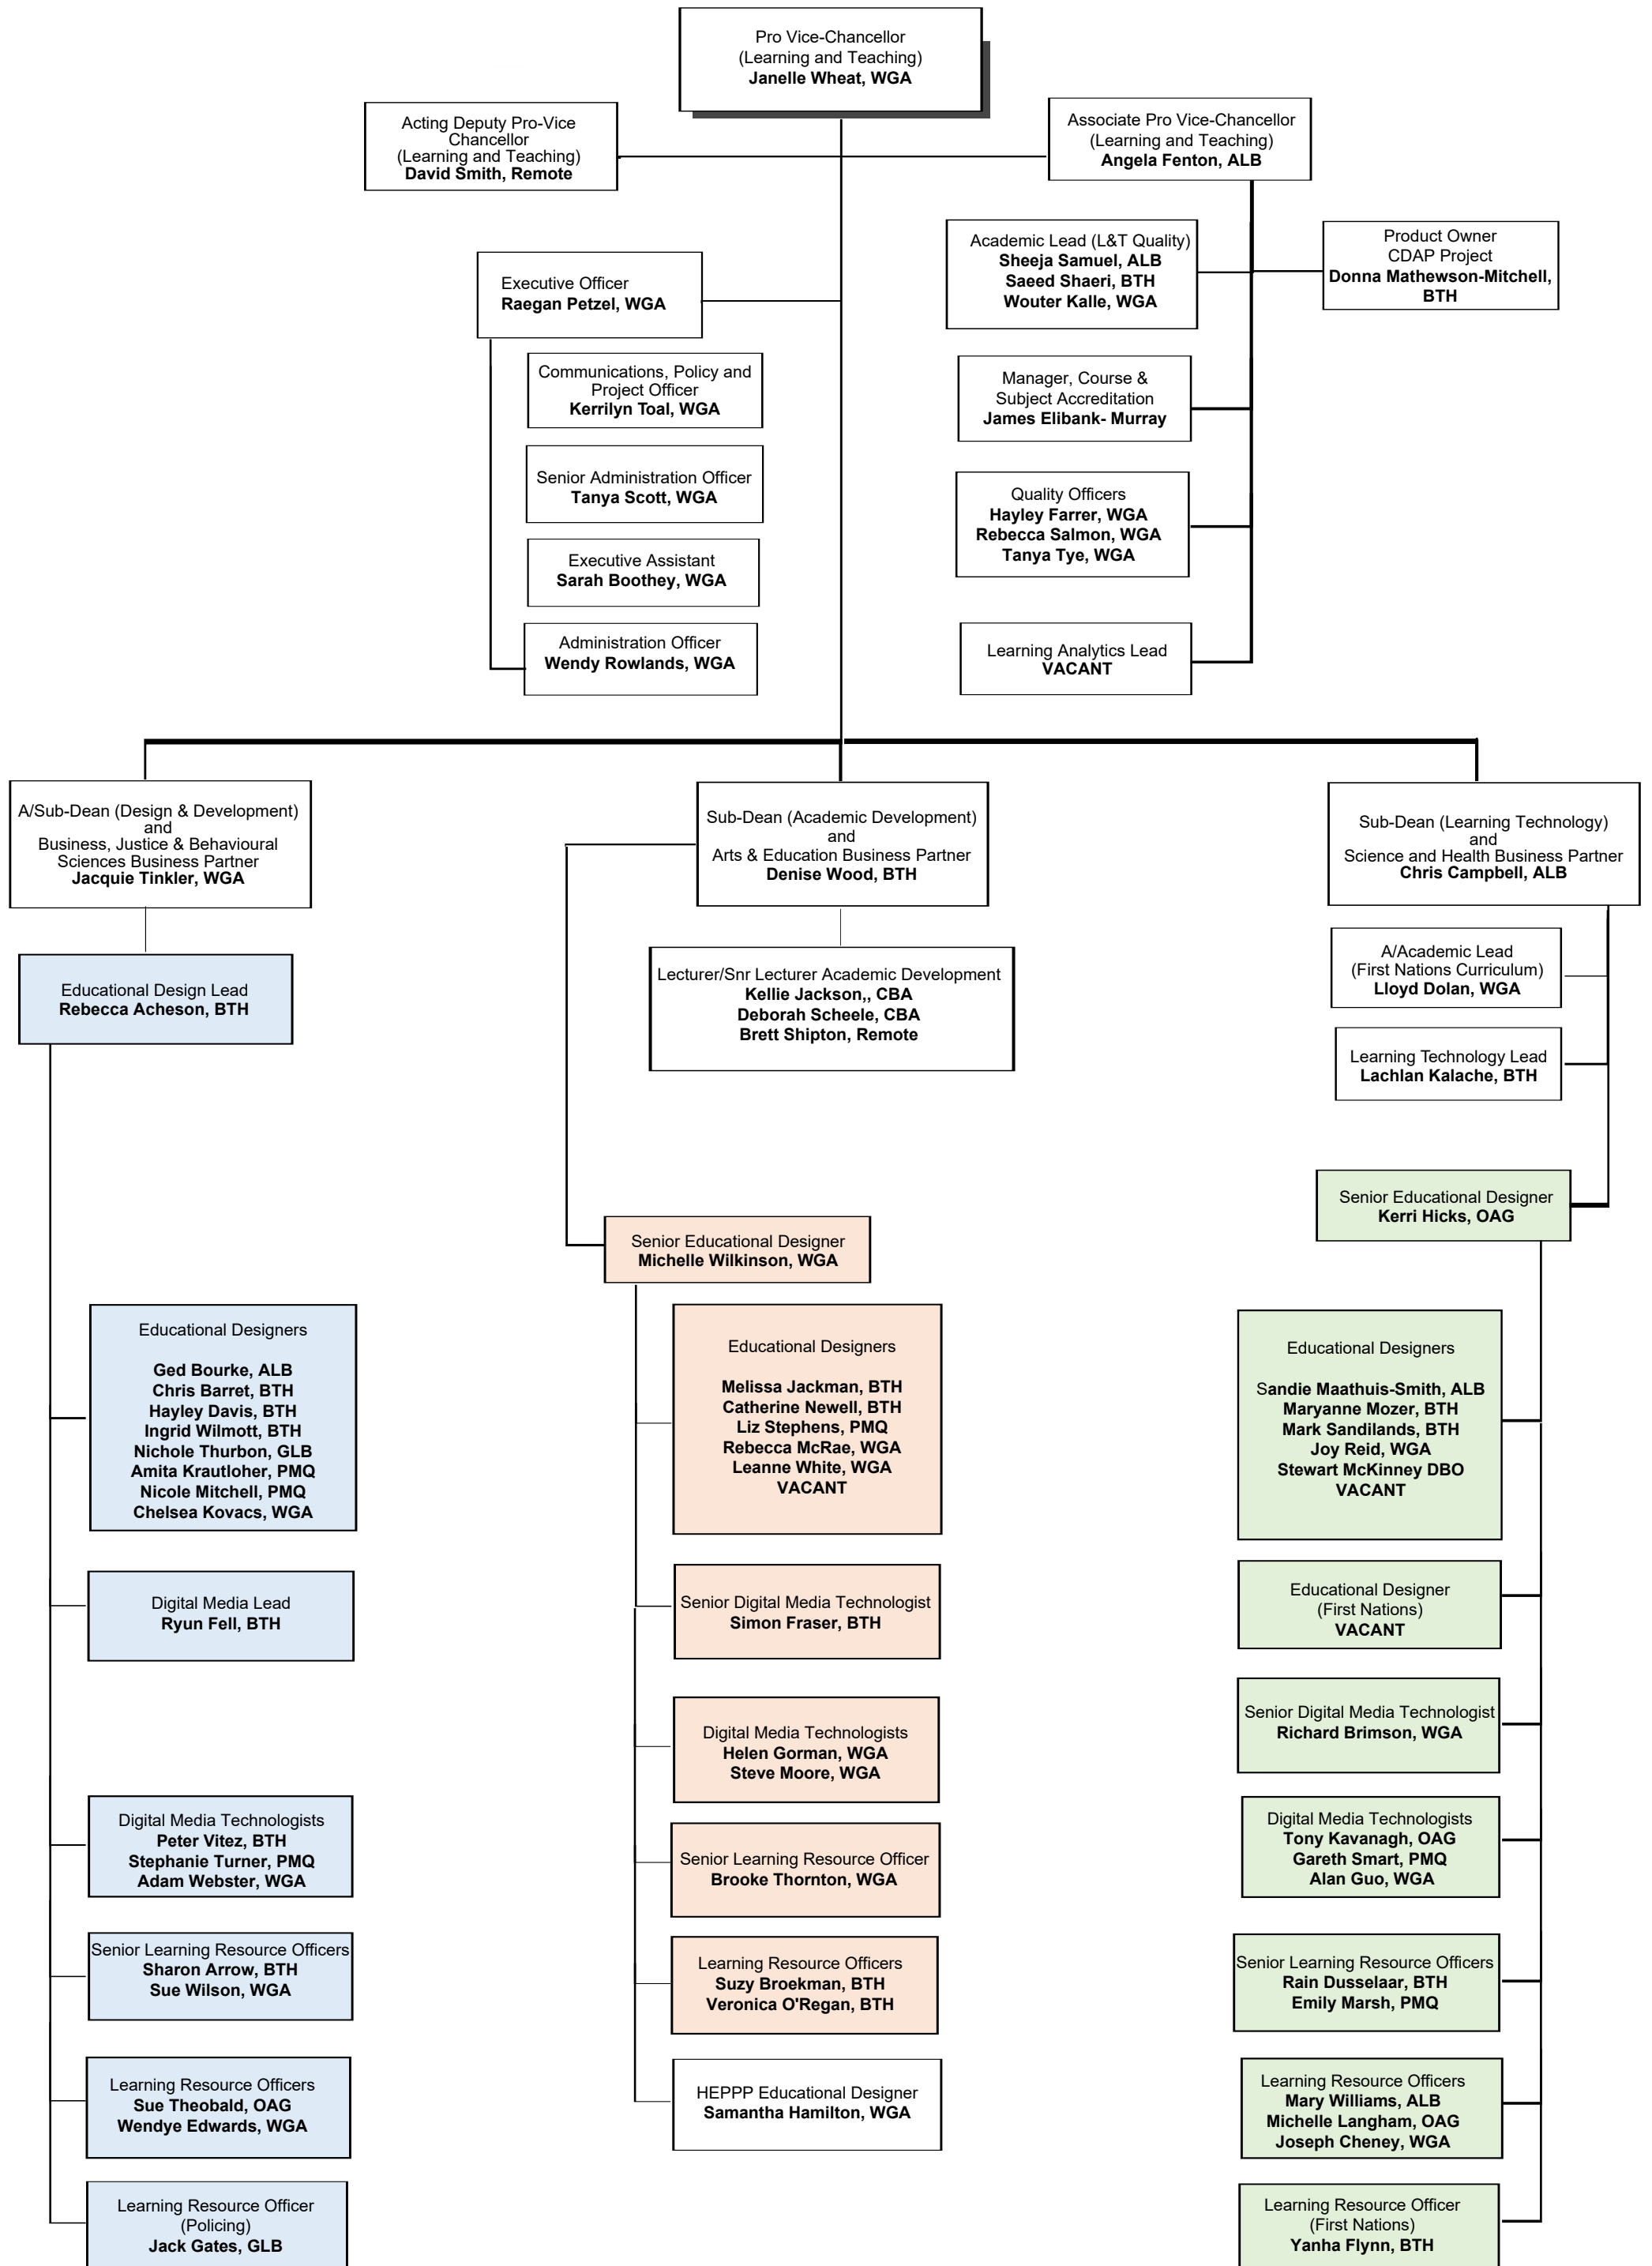 Pro Vice-Chancellor
(Learning and Teaching)
Janelle Wheat, WGA
Acting Deputy Pro-Vice
Chancellor
(Learning and Teaching)
David Smith, Remote
Associate Pro Vice-Chancellor
(Learning and Teaching)
Angela Fenton, ALB
Executive Officer
Raegan Petzel, WGA
Communications, Policy and
Project Officer
Kerrilyn Toal, WGA
Senior Administration Officer
Tanya Scott, WGA
Executive Assistant
Sarah Boothey, WGA
Administration Officer
Wendy Rowlands, WGA
Academic Lead (L&T Quality)
Sheeja Samuel, ALB
Saeed Shaeri, BTH
Wouter Kalle, WGA
Product Owner
CDAP Project
Donna Mathewson-Mitchell,
BTH
Manager, Course &
Subject Accreditation
James Elibank- Murray
Quality Officers
Hayley Farrer, WGA
Rebecca Salmon, WGA
Tanya Tye, WGA
Learning Analytics Lead
VACANT
A/Sub-Dean (Design & Development)
and
Business, Justice & Behavioural
Sciences Business Partner
Jacquie Tinkler, WGA
Educational Design Lead
Rebecca Acheson, BTH
Educational Designers
Ged Bourke, ALB
Chris Barret, BTH
Hayley Davis, BTH
Ingrid Wilmott, BTH
Nichole Thurbon, GLB
Amita Krautloher, PMQ
Nicole Mitchell, PMQ
Chelsea Kovacs, WGA
Digital Media Lead
Ryun Fell, BTH
Digital Media Technologists
Peter Vitez, BTH
Stephanie Turner, PMQ
Adam Webster, WGA
Senior Learning Resource Officers
Sharon Arrow, BTH
Sue Wilson, WGA
Learning Resource Officers
Sue Theobald, OAG
Wendye Edwards, WGA
Learning Resource Officer
(Policing)
Jack Gates, GLB
Sub-Dean (Academic Development)
and
Arts & Education Business Partner
Denise Wood, BTH
Lecturer/Snr Lecturer Academic Development
Kellie Jackson,, CBA
Deborah Scheele, CBA
Brett Shipton, Remote
Senior Educational Designer
Michelle Wilkinson, WGA
Educational Designers
Melissa Jackman, BTH
Catherine Newell, BTH
Liz Stephens, PMQ
Rebecca McRae, WGA
Leanne White, WGA
VACANT
Senior Digital Media Technologist
Simon Fraser, BTH
Digital Media Technologists
Helen Gorman, WGA
Steve Moore, WGA
Senior Learning Resource Officer
Brooke Thornton, WGA
Learning Resource Officers
Suzy Broekman, BTH
Veronica O'Regan, BTH
HEPPP Educational Designer
Samantha Hamilton, WGA
Sub-Dean (Learning Technology)
and
Science and Health Business Partner
Chris Campbell, ALB
A/Academic Lead
(First Nations Curriculum)
Lloyd Dolan, WGA
Learning Technology Lead
Lachlan Kalache, BTH
Senior Educational Designer
Kerri Hicks, OAG
Educational Designers
Sandie Maathuis-Smith, ALB
Maryanne Mozer, BTH
Mark Sandilands, BTH
Joy Reid, WGA
Stewart McKinney DBO
VACANT
Educational Designer
(First Nations)
VACANT
Senior Digital Media Technologist
Richard Brimson, WGA
Digital Media Technologists
Tony Kavanagh, OAG
Gareth Smart, PMQ
Alan Guo, WGA
Senior Learning Resource Officers
Rain Dusselaar, BTH
Emily Marsh, PMQ
Learning Resource Officers
Mary Williams, ALB
Michelle Langham, OAG
Joseph Cheney, WGA
Learning Resource Officer
(First Nations)
Yanha Flynn, BTH